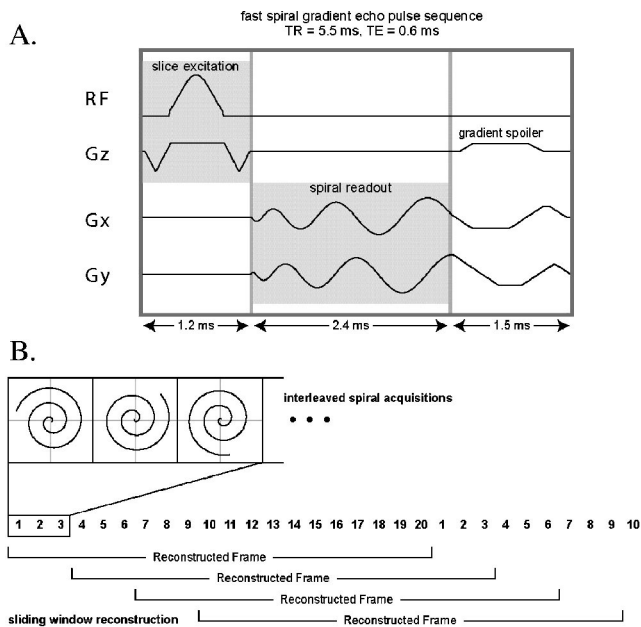 fast spiral gradient echo pulse sequence
TR = 5.5 ms, TE = 0.6 ms
A.
slice excitation
RF
Gz
gradient spoiler
spiral readout
Gx
Gy
1.2 ms 2.4 ms 1.5 ms
B.
interleaved spiral acquisitions
• • •
1 2 3 4 5 6 7 8 9 10 11 12 13 14 15 16 17 18 19 20 1 2 3 4 5 6 7 8 9 10
Reconstructed Frame
Reconstructed Frame
Reconstructed Frame
sliding window reconstruction Reconstructed Frame